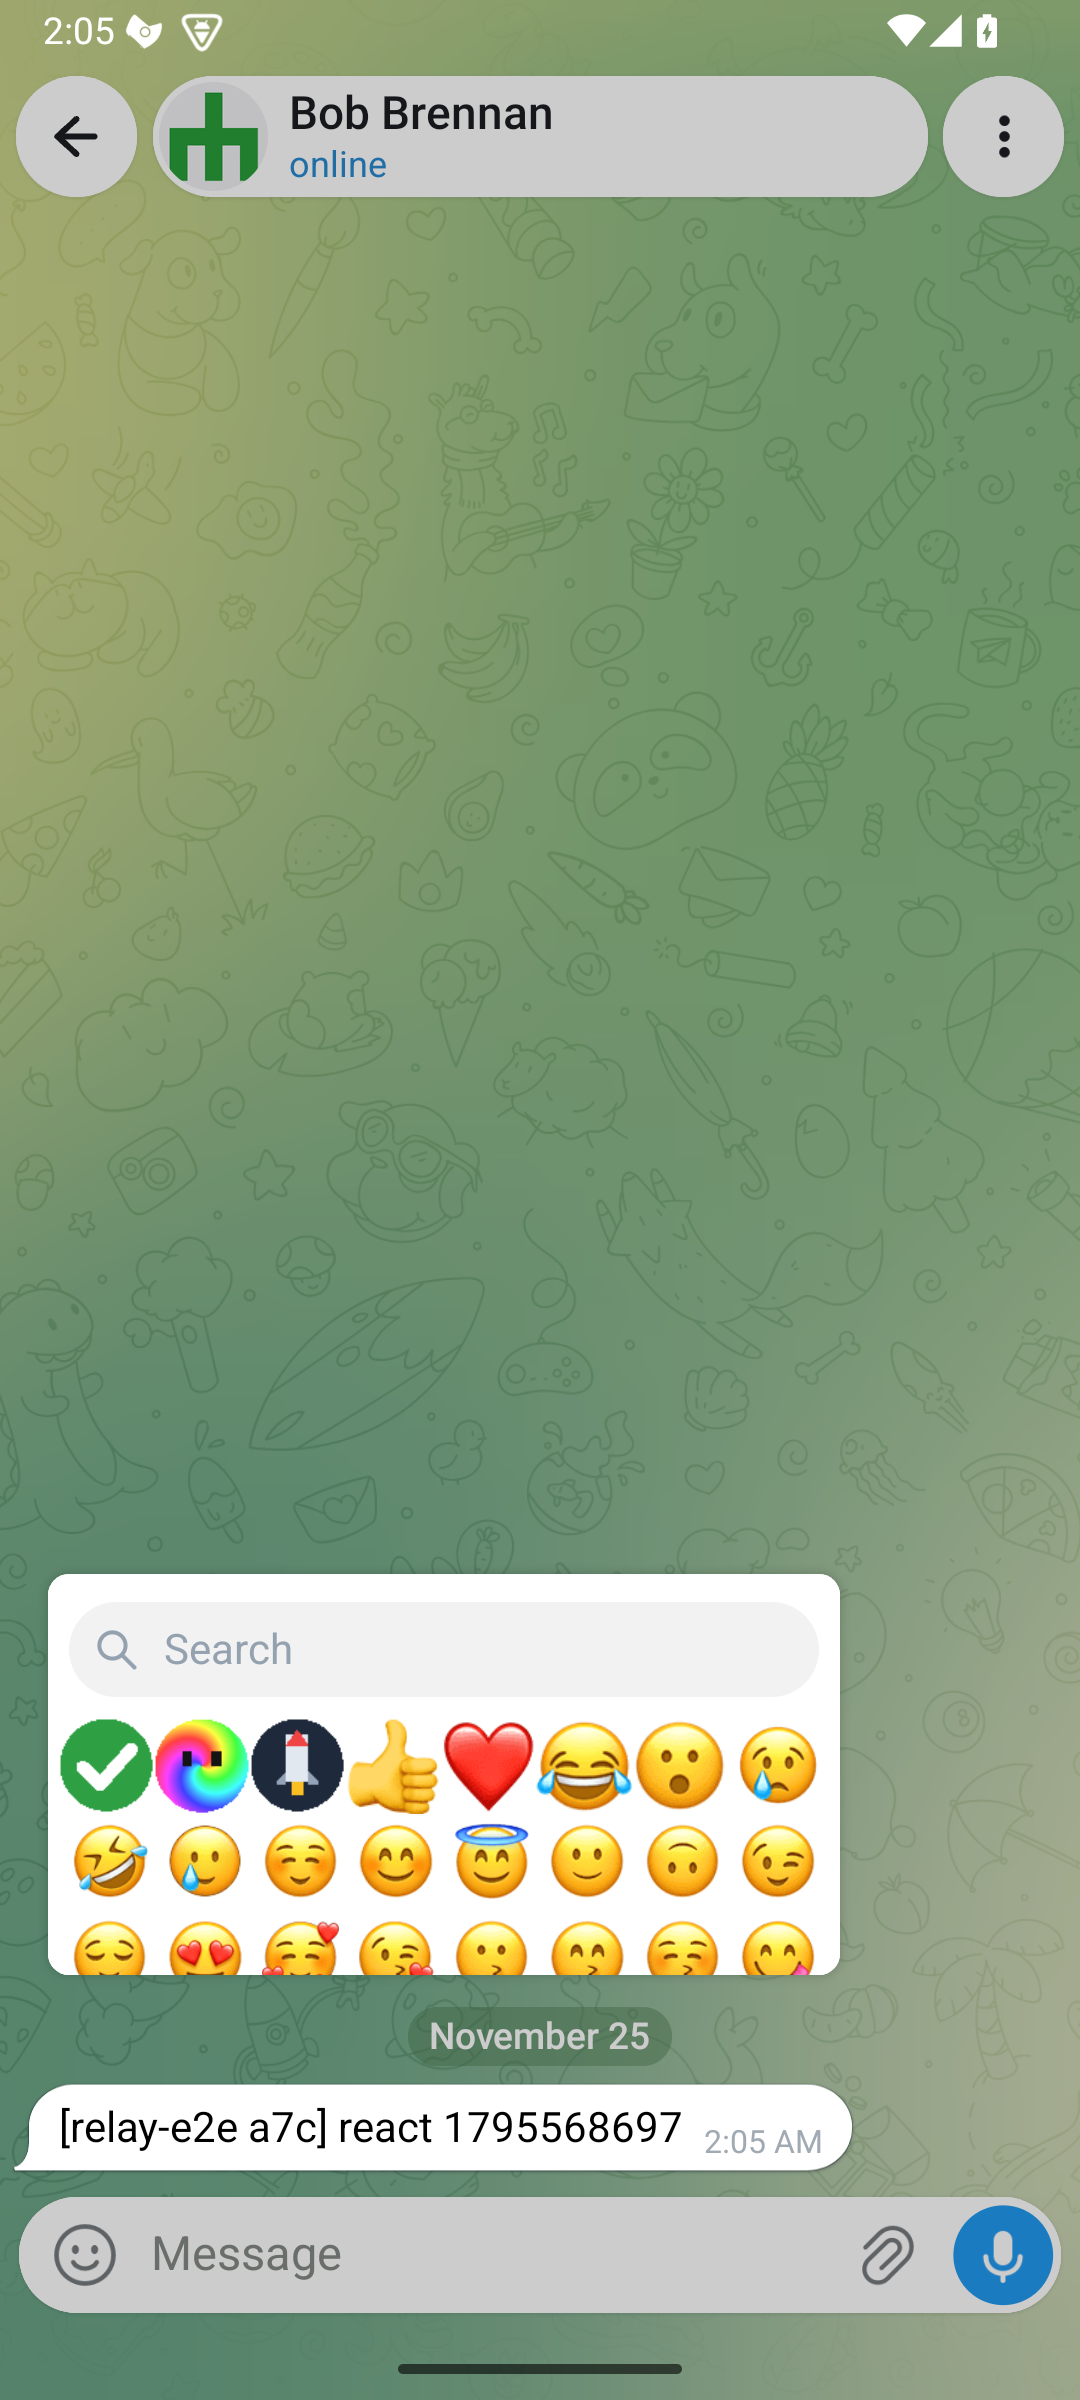 2:05
Bob Brennan
online
Search
November 25
[relay-e2e a7c] react 1795568697
2:05 AM
Message